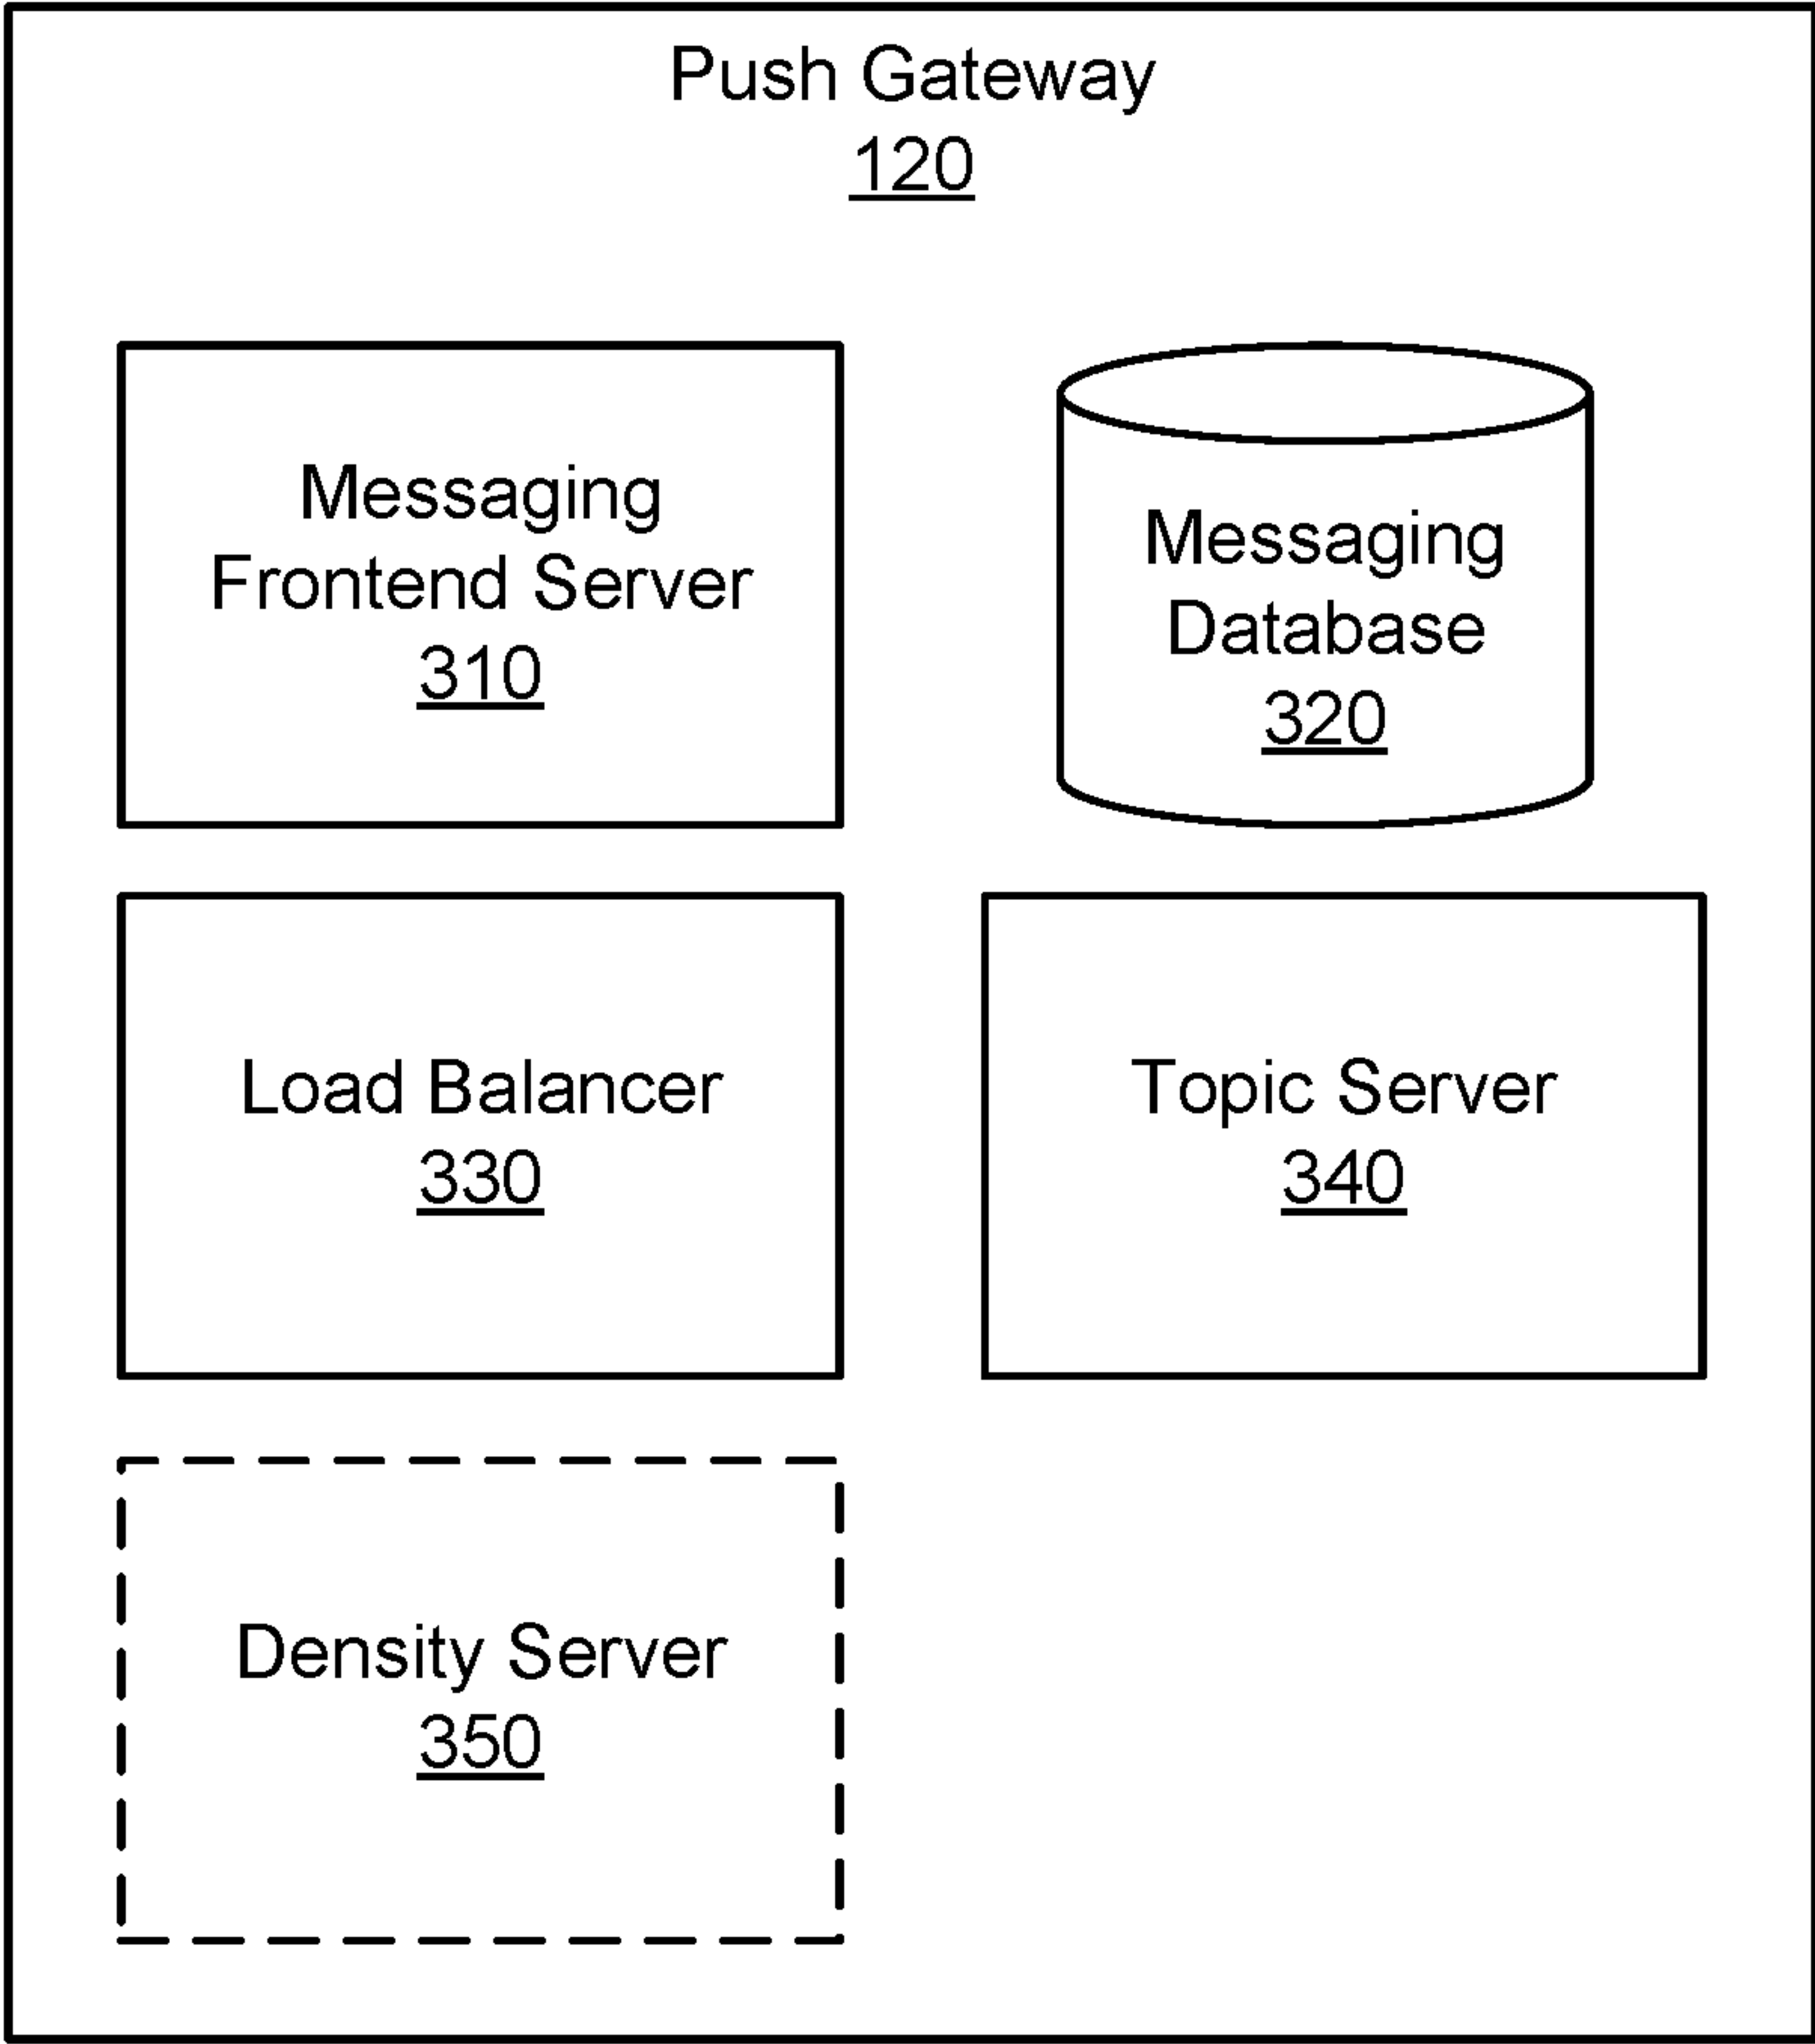 Push Gateway
120
Messaging
Frontend Server
310
Messaging
Database
320
Load Balancer
330
Topic Server
340
Density Server
350